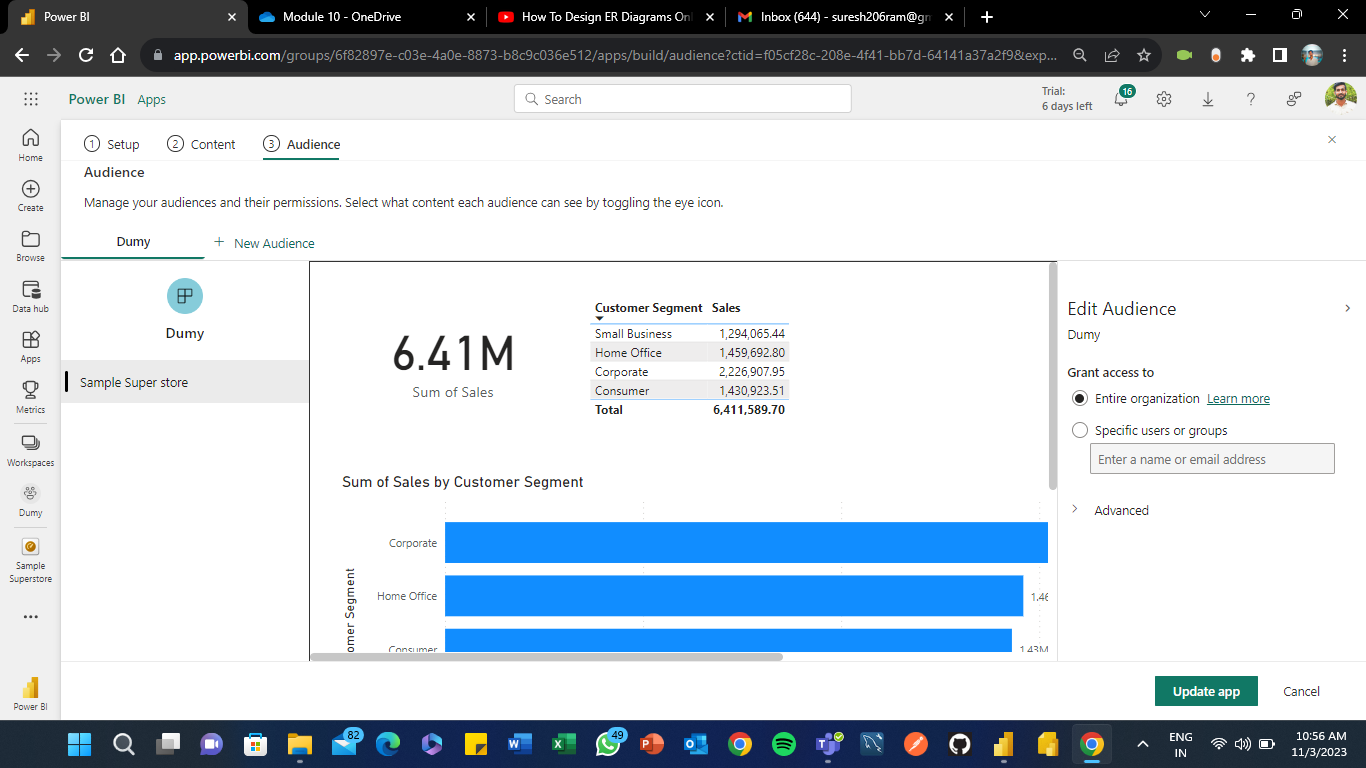 Power BI
Module 10 - OneDrive
How To Design ER Diagrams Onl
Inbox (644) - suresh206ram@gm
app.powerbi.com/groups/6f82897e-c03e-4a0e-8873-b8c9c036e512/apps/build/audience?ctid=f05cf28c-208e-4f41-bb7d-64141a37a2f9&exp...
Power BI Apps
Search
Trial:
6 days left
16
Home
Create
Browse
Data hub
Apps
Metrics
Workspaces
Dumy
Sample
Superstore
Power BI
1 Setup
2 Content
3 Audience
Audience
Manage your audiences and their permissions. Select what content each audience can see by toggling the eye icon.
Dumy
New Audience
Dumy
Sample Super store
6.41M
Sum of Sales
Customer Segment Sales
Small Business 1,294,065.44
Home Office 1,459,692.80
Corporate 2,226,907.95
Consumer 1,430,923.51
Total 6,411,589.70
Sum of Sales by Customer Segment
Corporate
Home Office 1.46
Consumer 1.43M
omer Segment
Edit Audience
Dumy
Grant access to
Entire organization Learn more
Specific users or groups
Enter a name or email address
Advanced
Update app
Cancel
82
49
ENG
IN
10:56 AM
11/3/2023